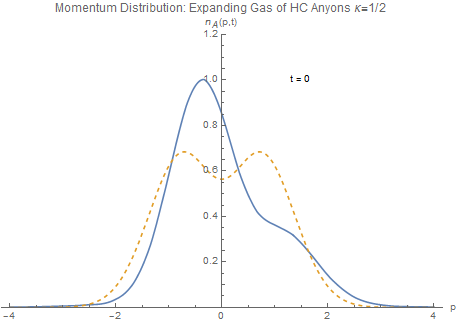 Momentum Distribution: Expanding Gas of HC Anyons κ=1/2
n_A(p,t)
1.2
1.0
t = 0
0.8
0.6
0.4
0.2
-4 -2 0 2 4 p